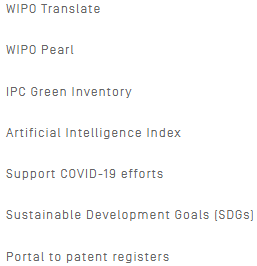 WIPO Translate
WIPO Pearl
IPC Green Inventory
Artificial Intelligence Index
Support COVID-19 efforts
Sustainable Development Goals (SDGs)
Portal to patent registers